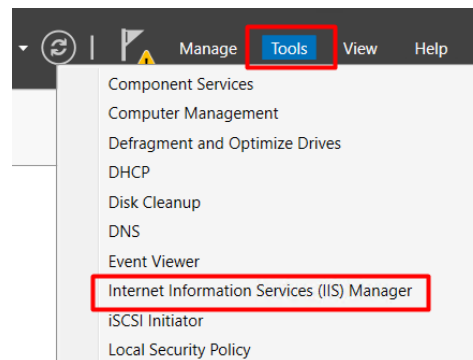 Manage Tools View Help
Component Services
Computer Management
Defragment and Optimize Drives
DHCP
Disk Cleanup
DNS
Event Viewer
Internet Information Services (IIS) Manager
iSCSI Initiator
Local Security Policy